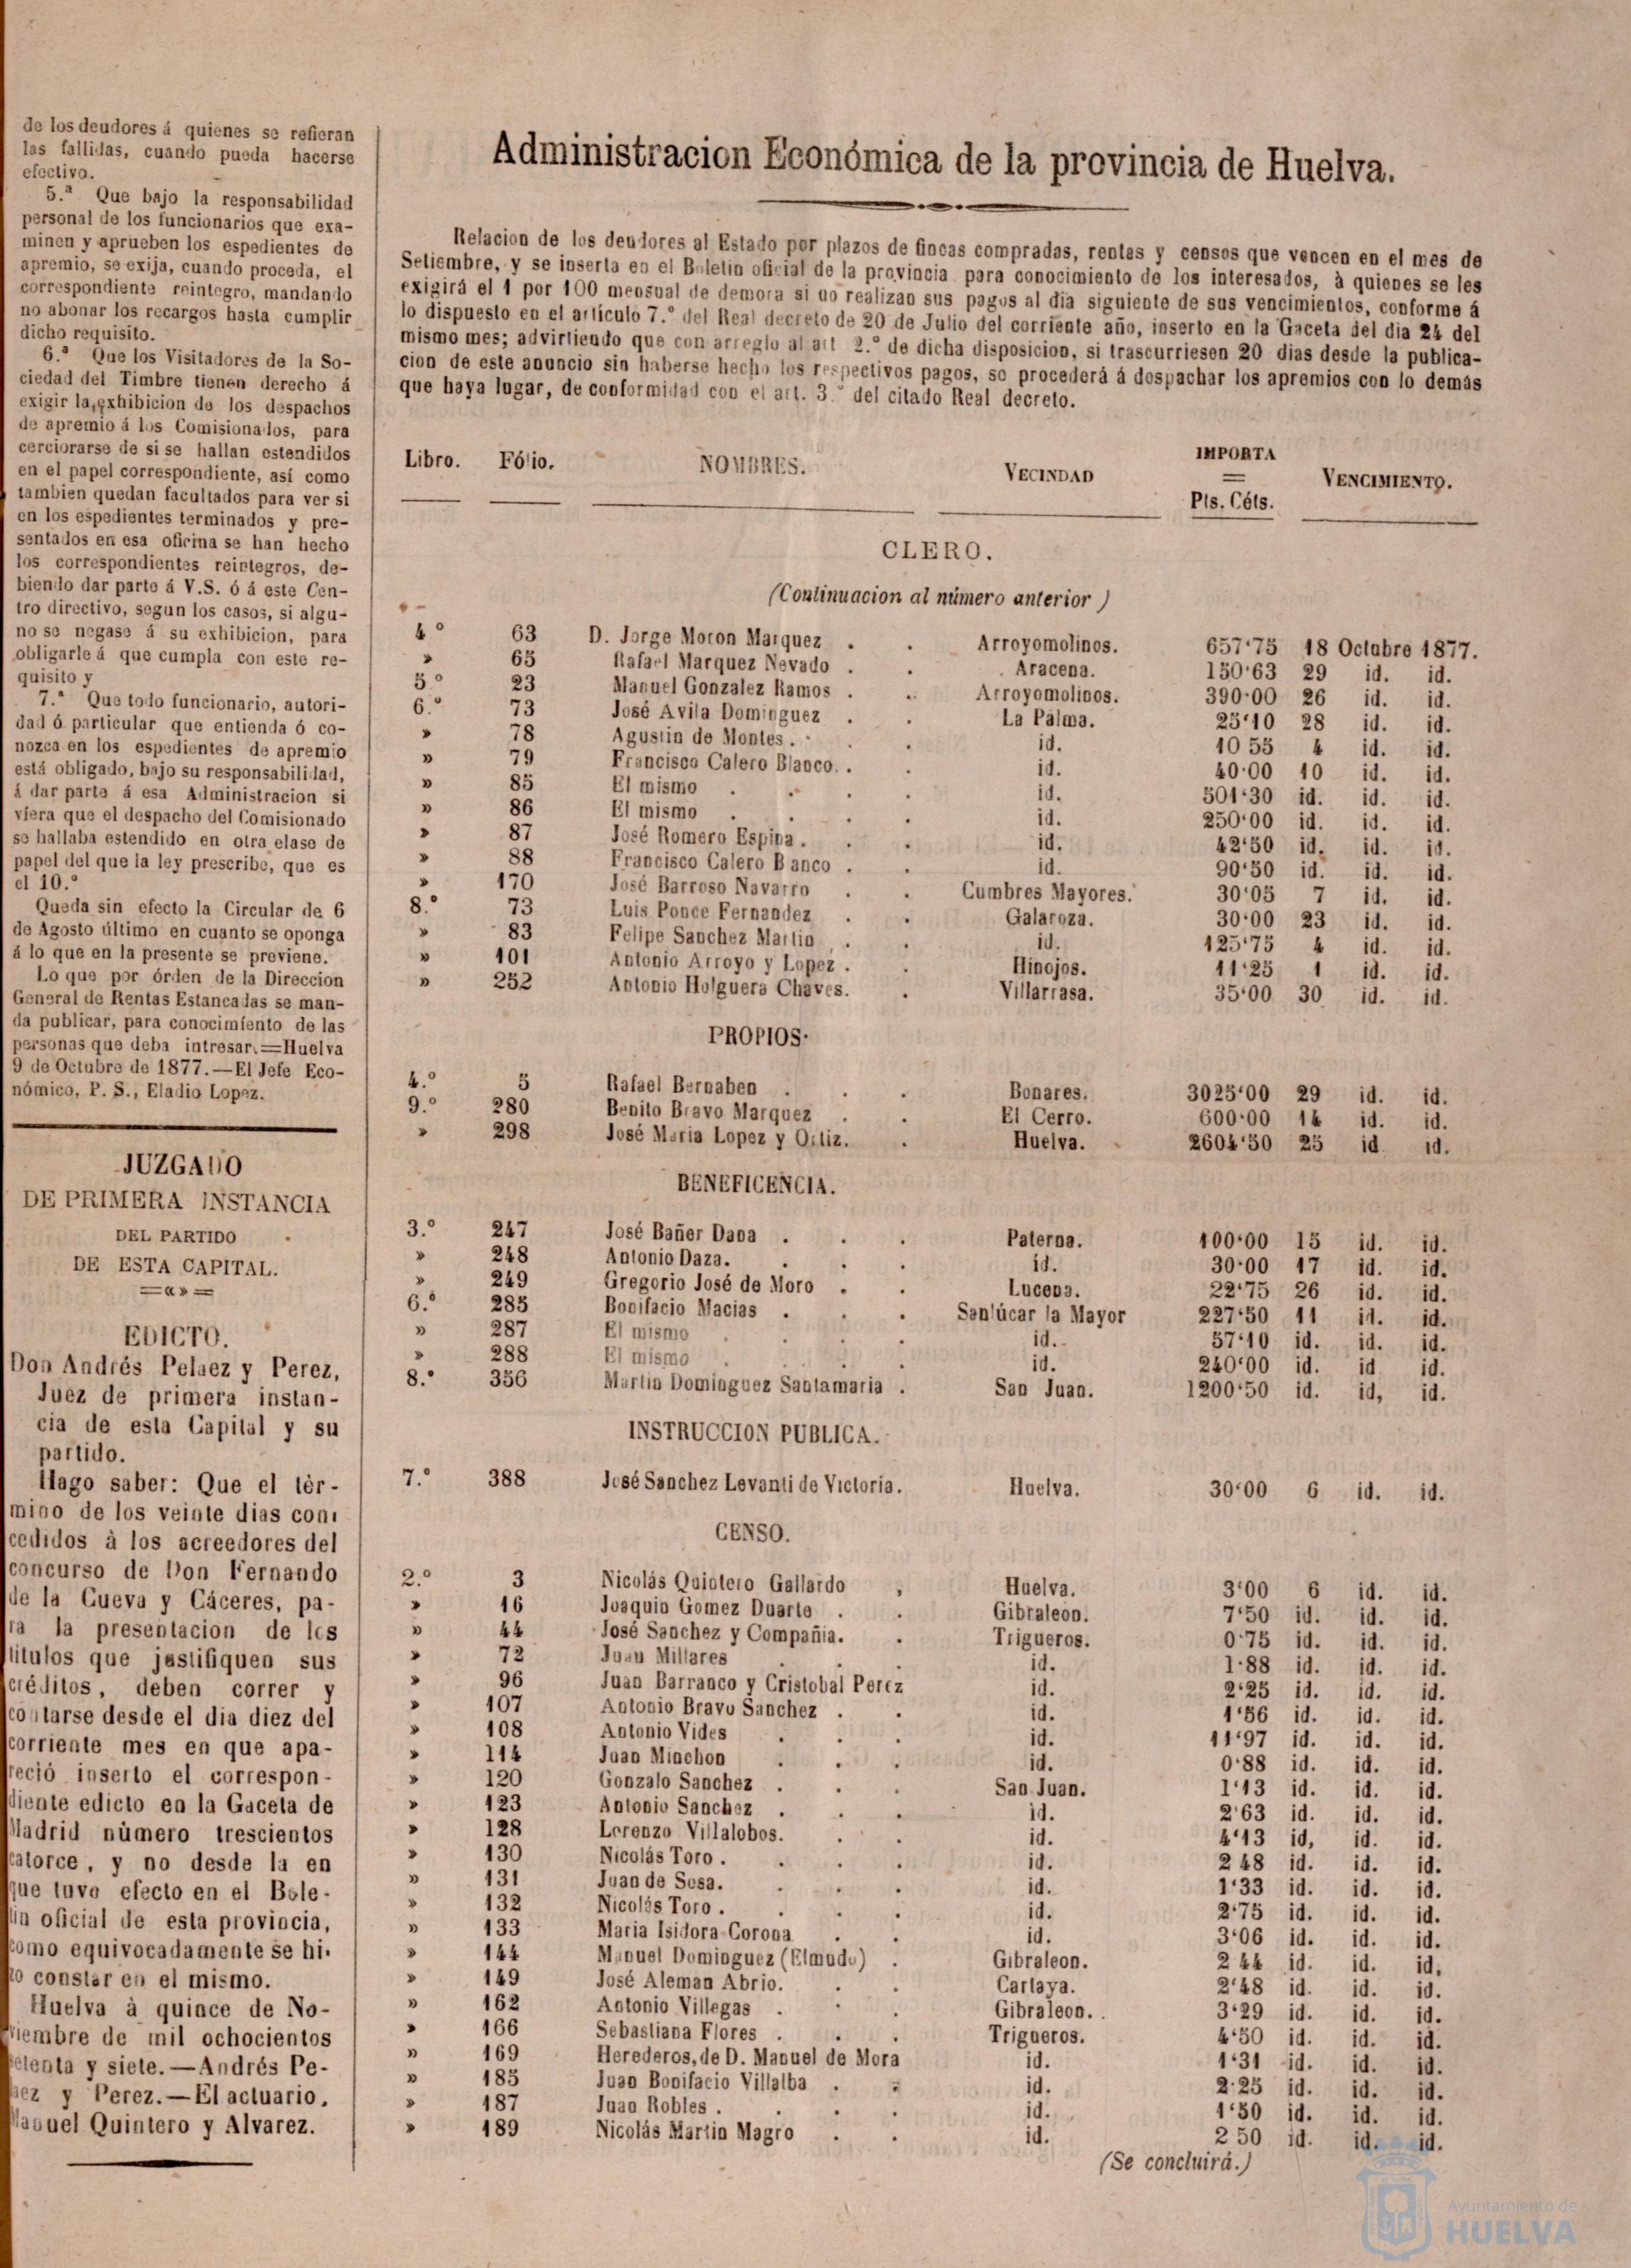 de los deudores á quienes se refieran
las fallidas, cuando pueda hacerse
efectivo.
5.ª Que bajo la responsabilidad
personal de los funcionarios que exa-
minen y aprueben los espedientes de
apremio, se exija, cuando proceda, el
correspondiente reintegro, mandando
no abonar los recargos hasta cumplir
dicho requisito.
6.ª Que los Visitadores de la So-
ciedad del Timbre tienen derecho á
exigir la exhibicion de los despachos
de apremio á los Comisionados, para
cerciorarse de si se hallan estendidos
en el papel correspondiente, así como
tambien quedan facultados para ver si
en los espedientes terminados y pre-
sentados en esa oficina se han hecho
los correspondientes reintegros, de-
biendo dar parte á V.S. ó á este Cen-
tro directivo, segun los casos, si algu-
no se negase á su exhibicion, para
obligarle á que cumpla con este re-
quisito y
7.ª Que todo funcionario, autori-
dad ó particular que entienda ó co-
nozca en los espedientes de apremio
está obligado, bajo su responsabilidad,
á dar parte á esa Administracion si
viera que el despacho del Comisionado
se hallaba estendido en otra elase de
papel del que la ley prescribe, que es
el 10.º
Queda sin efecto la Circular de 6
de Agosto último en cuanto se oponga
á lo que en la presente se previene.
Lo que por órden de la Direccion
General de Rentas Estancadas se man-
da publicar, para conocimiento de las
personas que deba intresar.=Huelva
9 de Octubre de 1877.—El Jefe Eco-
nómico, P. S., Eladio Lopez.
JUZGADO
DE PRIMERA INSTANCIA
DEL PARTIDO
DE ESTA CAPITAL.
=«»=
EDICTO.
Don Andrés Pelaez y Perez,
Juez de primera instan-
cia de esta Capital y su
partido.
Hago saber: Que el tèr-
mino de los veinte dias con
cedidos à los acreedores del
concurso de Don Fernando
de la Cueva y Cáceres, pa-
ra la presentacion de los
titulos que justifiquen sus
créditos, deben correr y
contarse desde el dia diez del
corriente mes en que apa-
reció inserto el correspon-
diente edicto en la Gaceta de
Madrid nùmero trescientos
catorce, y no desde la en
que tuvo efecto en el Bole-
tin oficial de esta provincia,
como equivocadamente se hi-
zo constar en el mismo.
Huelva à quince de No-
viembre de mil ochocientos
setenta y siete.—Andrés Pe-
laez y Perez.—El actuario,
Manuel Quintero y Alvarez.
Administracion Económica de la provincia de Huelva.
Relacion de los deudores al Estado por plazos de fincas compradas, rentas y censos que vencen en el mes de
Setiembre, y se inserta en el Boletin oficial de la provincia para conocimiento de los interesados, à quienes se les
exigirá el 1 por 100 mensual de demora si no realizan sus pagos al dia siguiente de sus vencimientos, conforme á
lo dispuesto en el artículo 7.º del Real decreto de 20 de Julio del corriente año, inserto en la Gaceta del dia 24 del
mismo mes; advirtiendo que con arreglo al art 2.º de dicha disposicion, si trascurriesen 20 dias desde la publica-
cion de este anuncio sin haberse hecho los respectivos pagos, se procederá á despachar los apremios con lo demás
que haya lugar, de conformidad con el art. 3.º del citado Real decreto.
Libro. Fólio. NOMBRES. VECINDAD IMPORTA = Pts. Céts. VENCIMIENTO.
CLERO.
(Continuacion al número anterior )
4.º 63 D. Jorge Moron Marquez . . Arroyomolinos. 657'75 18 Octubre 1877.
» 65 Rafael Marquez Nevado . . Aracena. 150'63 29 id. id.
5.º 23 Manuel Gonzalez Ramos . . Arroyomolinos. 390·00 26 id. id.
6.º 73 José Avila Dominguez . . La Palma. 25'10 28 id. id.
» 78 Agustin de Montes . . . id. 10 55 4 id. id.
» 79 Francisco Calero Blanco. . . id. 40·00 10 id. id.
» 85 El mismo . . . . id. 501'30 id. id. id.
» 86 El mismo . . . . id. 250'00 id. id. id.
» 87 José Romero Espina . . . id. 42'50 id. id. id.
» 88 Francisco Calero B anco . . id. 90'50 id. id. id.
» 170 José Barroso Navarro . . Cumbres Mayores. 30'05 7 id. id.
8.º 73 Luis Ponce Fernandez . . Galaroza. 30'00 23 id. id.
» 83 Felipe Sanchez Martin . . id. 125'75 4 id. id.
» 101 Antonio Arroyo y Lopez . . Hinojos. 11'25 1 id. id.
» 252 Antonio Holguera Chaves. . Villarrasa. 35'00 30 id. id.
PROPIOS.
4.º 5 Rafael Bernabeu . . Bonares. 3025'00 29 id. id.
9.º 280 Benito Bravo Marquez . . El Cerro. 600·00 14 id. id.
» 298 José Maria Lopez y Ortiz. . Huelva. 2604'50 25 id id.
BENEFICENCIA.
3.º 247 José Bañer Dana . . . Paterna. 100'00 15 id. id.
» 248 Antonio Daza. . . . id. 30'00 17 id. id.
» 249 Gregorio José de Moro . . Lucena. 22'75 26 id. id.
6.º 285 Bonifacio Macias . . . Sanlúcar la Mayor 227'50 11 id. id.
» 287 El mismo . . . . id. 57'10 id. id. id.
» 288 El mismo . . . . id. 240'00 id. id id.
8.º 356 Martin Dominguez Santamaria . San Juan. 1200'50 id. id, id.
INSTRUCCION PUBLICA.
7.º 388 José Sanchez Levanti de Victoria. Huelva. 30'00 6 id. id.
CENSO.
2.º 3 Nicolás Quintero Gallardo , Huelva. 3'00 6 id. id.
» 16 Joaquin Gomez Duarte . . Gibraleon. 7'50 id. id. id.
» 44 José Sanchez y Compañia. . Trigueros. 0·75 id. id. id.
» 72 Juan Millares . . . id. 1·88 id. id. id.
» 96 Juan Barranco y Cristobal Perez id. 2'25 id. id. id.
» 107 Antonio Bravo Sanchez . . id. 1'56 id. id. id.
» 108 Antonio Vides . . . id. 11'97 id. id. id.
» 114 Juan Minchon . . . id. 0'88 id. id. id.
» 120 Gonzalo Sanchez . . . San Juan. 1'13 id. id. id.
» 123 Antonio Sanchez . . . id. 2'63 id. id. id.
» 128 Lorenzo Villalobos. . . id. 4'13 id, id. id.
» 130 Nicolás Toro . . . . id. 2 48 id. id. id.
» 131 Juan de Sosa. . . . id. 1'33 id. id. id.
» 132 Nicolás Toro . . . . id. 2'75 id. id. id.
» 133 Maria Isidora Corona . . id. 3'06 id. id. id.
» 144 Manuel Dominguez (Elmudo) . Gibraleon. 2 44 id. id. id,
» 149 José Aleman Abrio. . . Cartaya. 2'48 id. id. id.
» 162 Antonio Villegas . . . Gibraleon. 3'29 id. id. id.
» 166 Sebastiana Flores . . . Trigueros. 4'50 id. id. id.
» 169 Herederos, de D. Manuel de Mora id. 1'31 id. id. id.
» 185 Juan Bonifacio Villalba . . id. 2·25 id. id. id.
» 187 Juan Robles . . . . id. 1'50 id. id. id.
» 189 Nicolás Martin Magro . . id. 2 50 id. id. id.
(Se concluirá.)
Ayuntamiento de
HUELVA